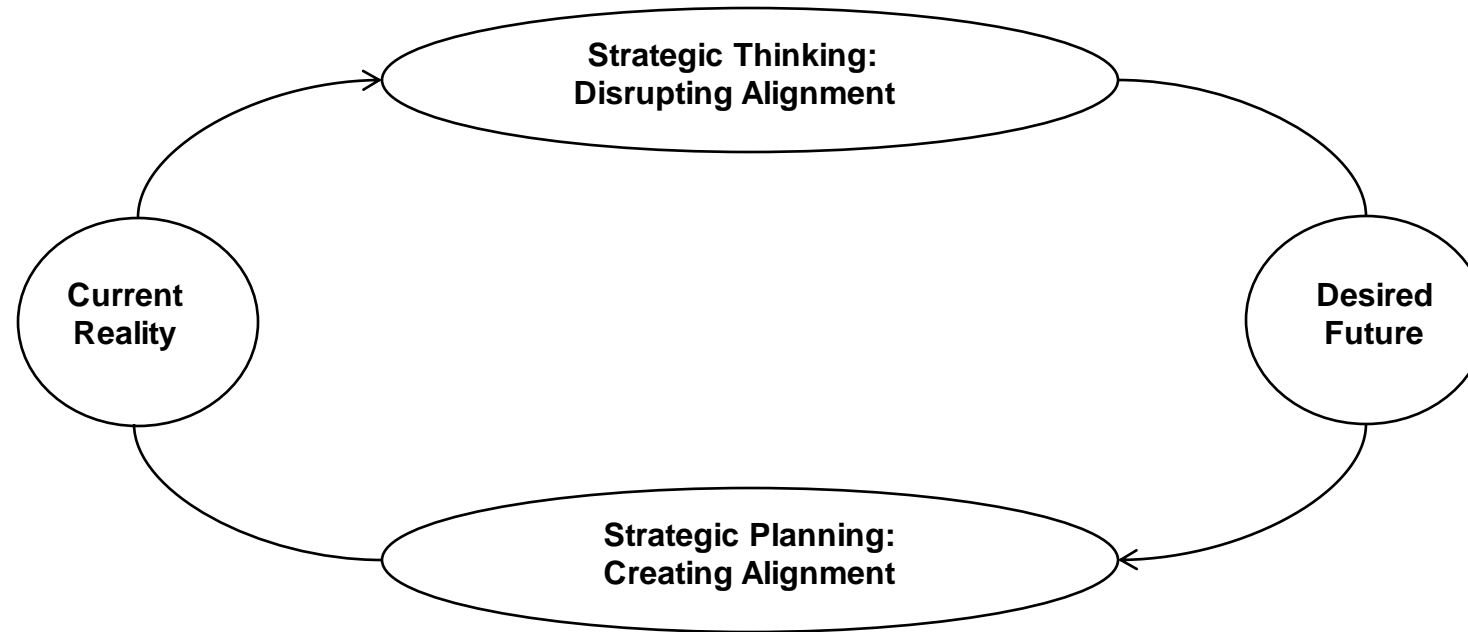 Strategic Thinking:
Disrupting Alignment
Current
Reality
Desired
Future
Strategic Planning:
Creating Alignment